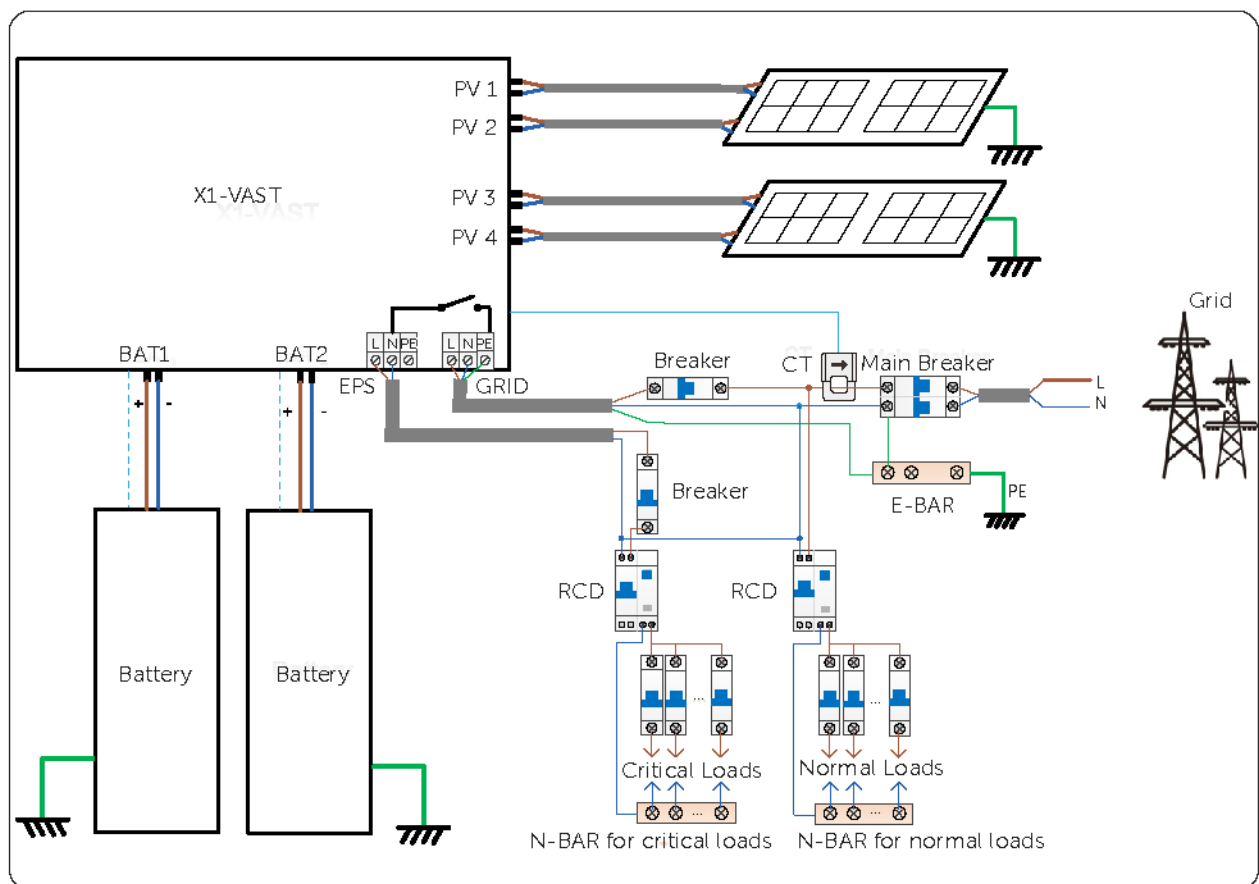 PV 1
PV 2
X1-VAST
PV 3
PV 4
Grid
L N PE
L N PE
BAT1
BAT2
EPS
GRID
Breaker
CT
Main Breaker
L
N
+ -
+ -
Breaker
E-BAR
PE
RCD
RCD
Battery
Battery
...
...
Critical Loads
Normal Loads
...
...
N-BAR for critical loads
N-BAR for normal loads